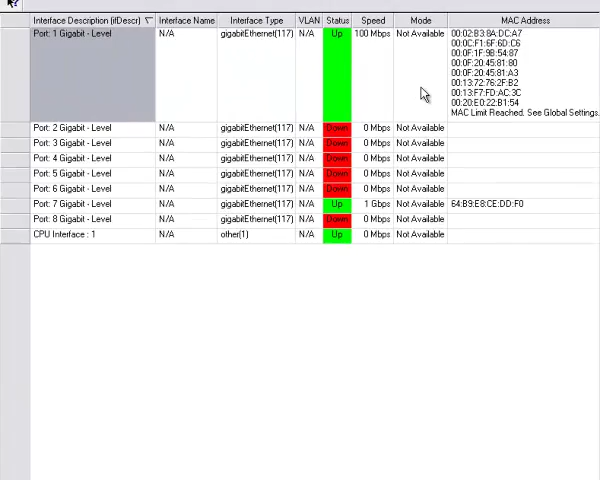 Interface Description (ifDescr) Interface Name Interface Type VLAN Status Speed Mode MAC Address
Port: 1 Gigabit - Level N/A gigabitEthernet(117) N/A Up 100 Mbps Not Available 00:02:B3:8A:DC:A7
00:0C:F1:6F:6D:C6
00:0F:1F:9B:54:87
00:0F:20:45:81:80
00:0F:20:45:81:A3
00:13:72:76:2F:B2
00:13:F7:FD:AC:3C
00:20:E0:22:B1:54
MAC Limit Reached. See Global Settings.
Port: 2 Gigabit - Level N/A gigabitEthernet(117) N/A Down 0 Mbps Not Available
Port: 3 Gigabit - Level N/A gigabitEthernet(117) N/A Down 0 Mbps Not Available
Port: 4 Gigabit - Level N/A gigabitEthernet(117) N/A Down 0 Mbps Not Available
Port: 5 Gigabit - Level N/A gigabitEthernet(117) N/A Down 0 Mbps Not Available
Port: 6 Gigabit - Level N/A gigabitEthernet(117) N/A Down 0 Mbps Not Available
Port: 7 Gigabit - Level N/A gigabitEthernet(117) N/A Up 1 Gbps Not Available 64:B9:E8:CE:DD:F0
Port: 8 Gigabit - Level N/A gigabitEthernet(117) N/A Down 0 Mbps Not Available
CPU Interface : 1 N/A other(1) N/A Up 0 Mbps Not Available